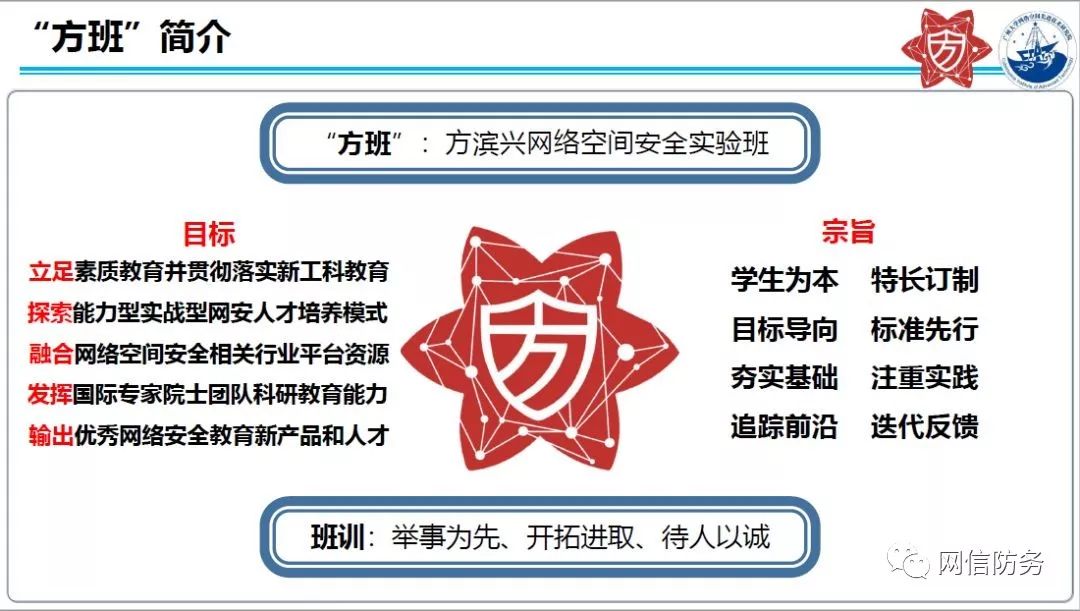 “方班”简介
“方班”：方滨兴网络空间安全实验班
目标
立足素质教育并贯彻落实新工科教育
探索能力型实战型网安人才培养模式
融合网络空间安全相关行业平台资源
发挥国际专家院士团队科研教育能力
输出优秀网络安全教育新产品和人才
方
宗旨
学生为本 特长订制
目标导向 标准先行
夯实基础 注重实践
追踪前沿 迭代反馈
班训：举事为先、开拓进取、待人以诚
网信防务